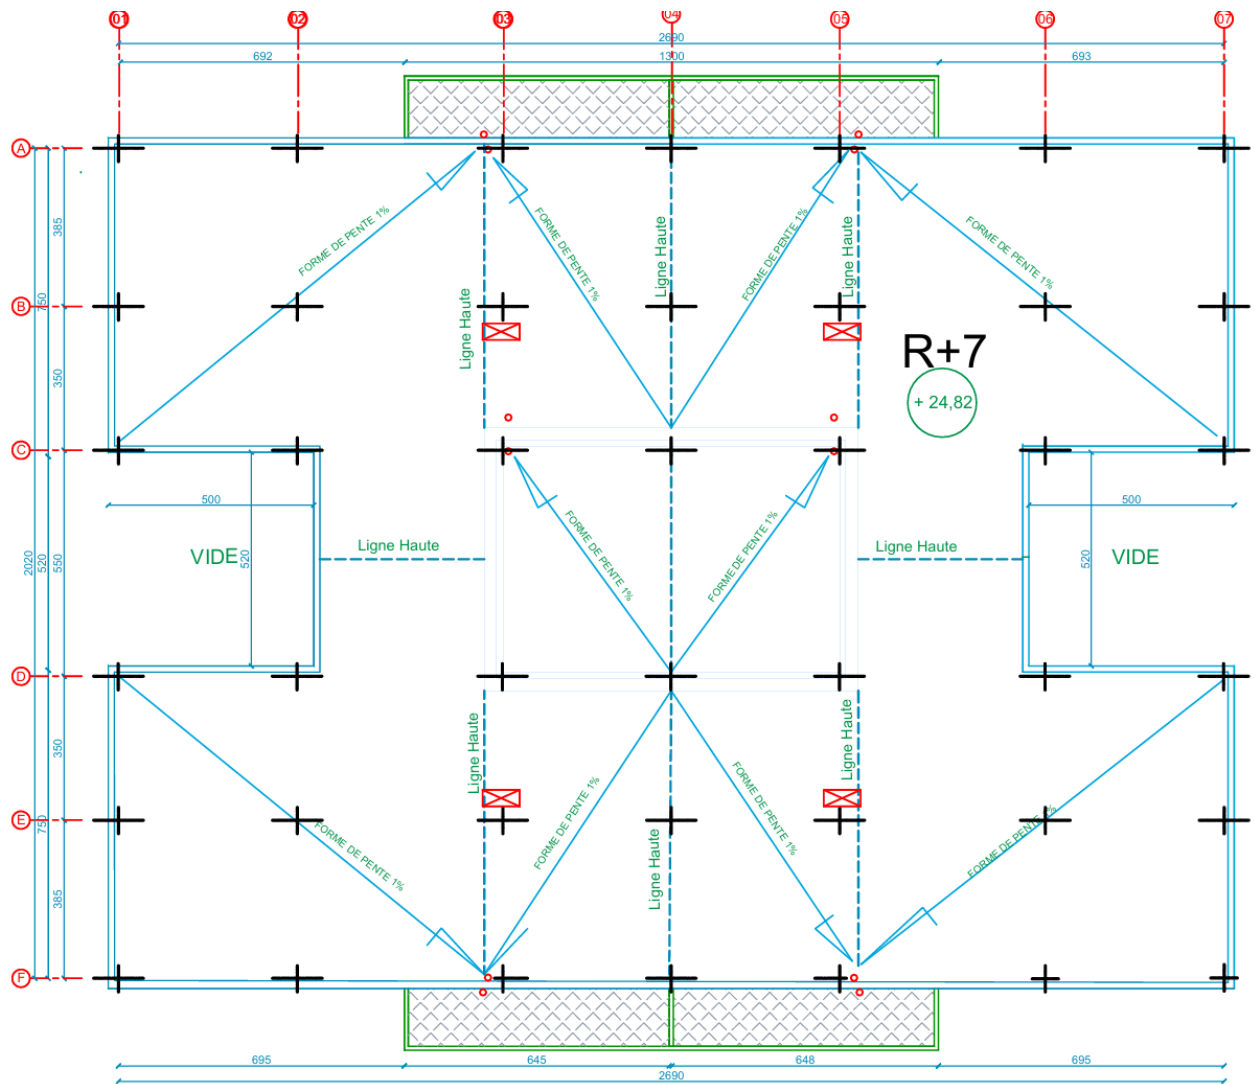 01 02 03 04 05 06 07
2690
692 1300 693
A
385
FORME DE PENTE 1%
FORME DE PENTE 1%
Ligne Haute
FORME DE PENTE 1%
Ligne Haute
FORME DE PENTE 1%
B
750
Ligne Haute
350
R+7
+ 24,82
C
500
500
VIDE
520
Ligne Haute
FORME DE PENTE 1%
FORME DE PENTE 1%
Ligne Haute
520
VIDE
2020
520
550
D
350
Ligne Haute
Ligne Haute
FORME DE PENTE 1%
FORME DE PENTE 1%
E
750
FORME DE PENTE 1%
Ligne Haute
FORME DE PENTE 1%
385
F
695 645 648 695
2690